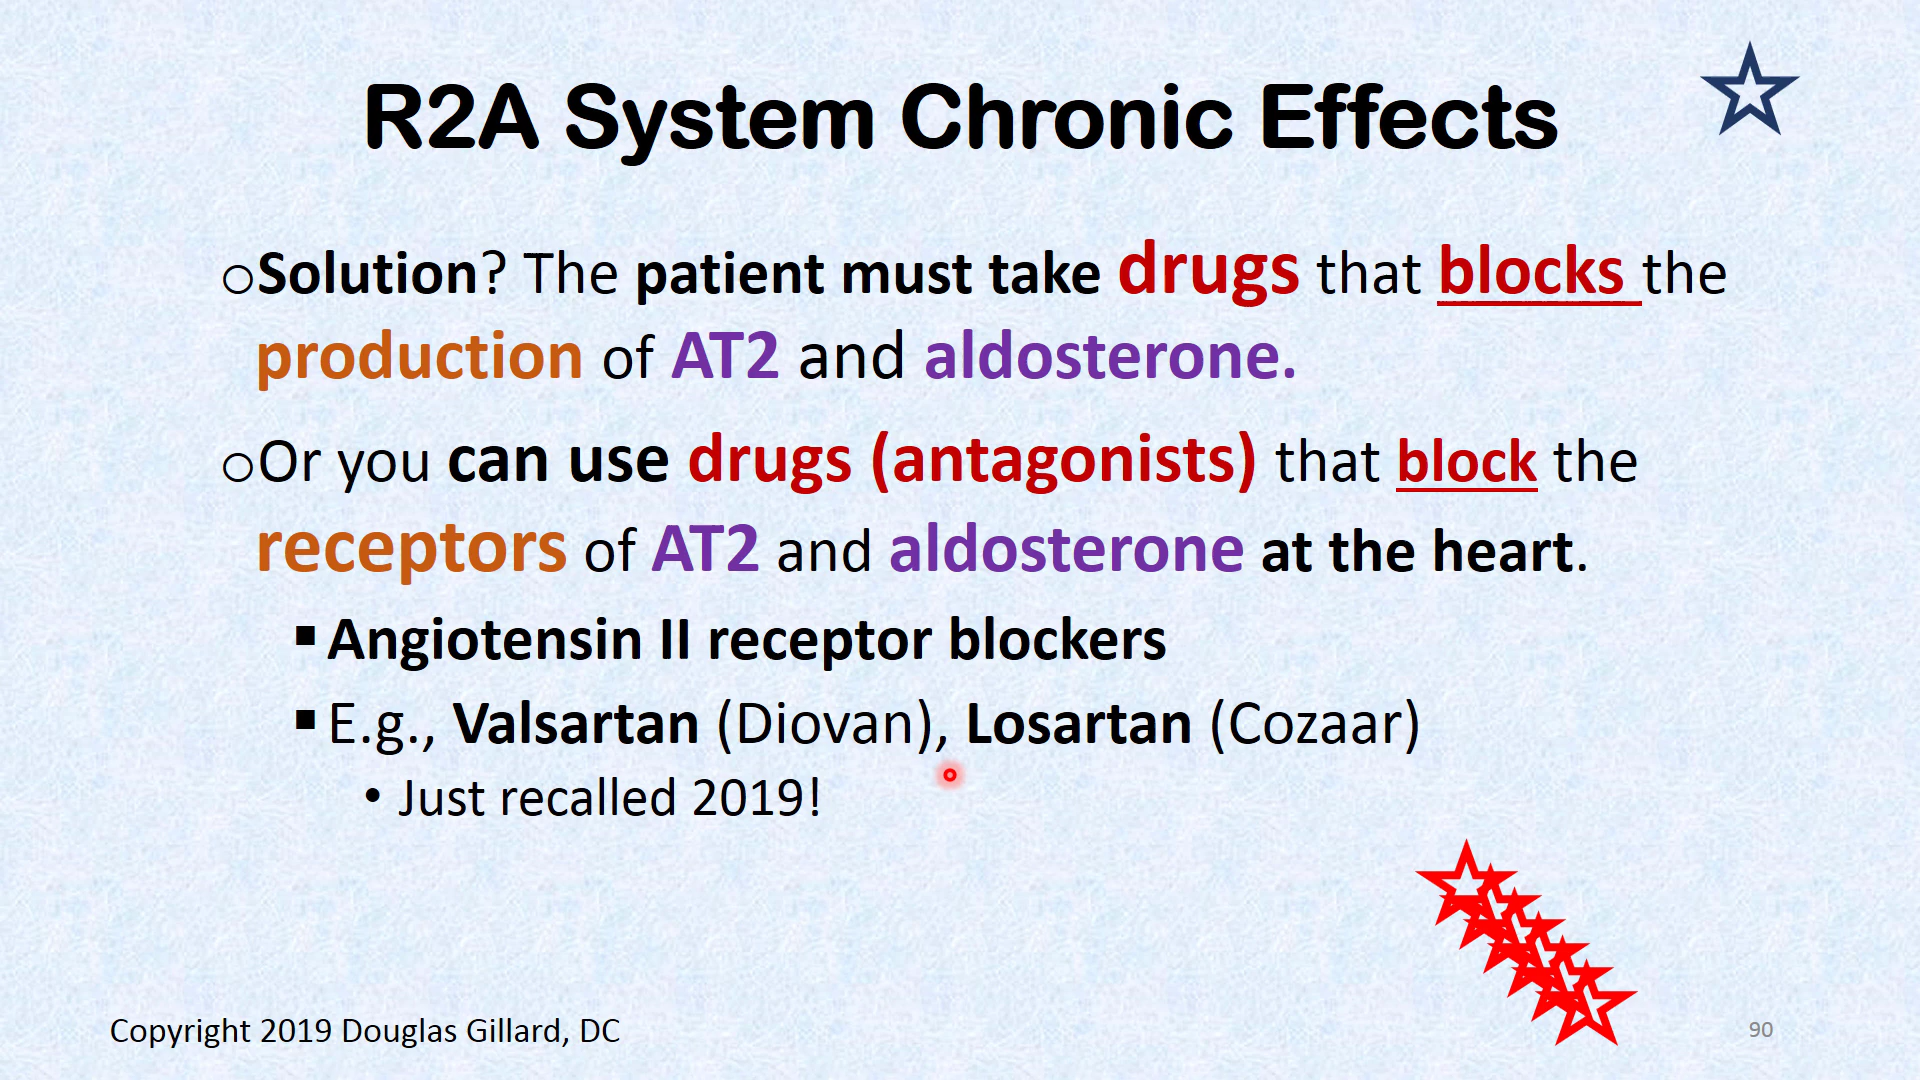 R2A System Chronic Effects
oSolution? The patient must take drugs that blocks the
production of AT2 and aldosterone.
oOr you can use drugs (antagonists) that block the
receptors of AT2 and aldosterone at the heart.
▪Angiotensin II receptor blockers
▪E.g., Valsartan (Diovan), Losartan (Cozaar)
• Just recalled 2019!
Copyright 2019 Douglas Gillard, DC
90